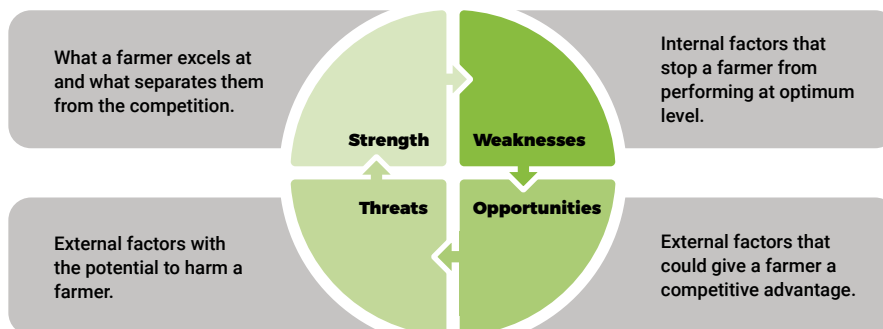 What a farmer excels at
and what separates them
from the competition.
Strength
Weaknesses
Internal factors that
stop a farmer from
performing at optimum
level.
Threats
Opportunities
External factors with
the potential to harm a
farmer.
External factors that
could give a farmer a
competitive advantage.